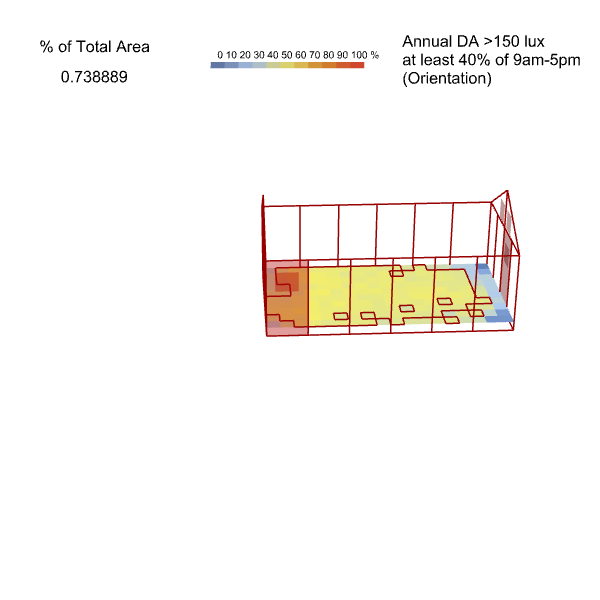 % of Total Area
0.738889
0 10 20 30 40 50 60 70 80 90 100 %
Annual DA >150 lux
at least 40% of 9am-5pm
(Orientation)